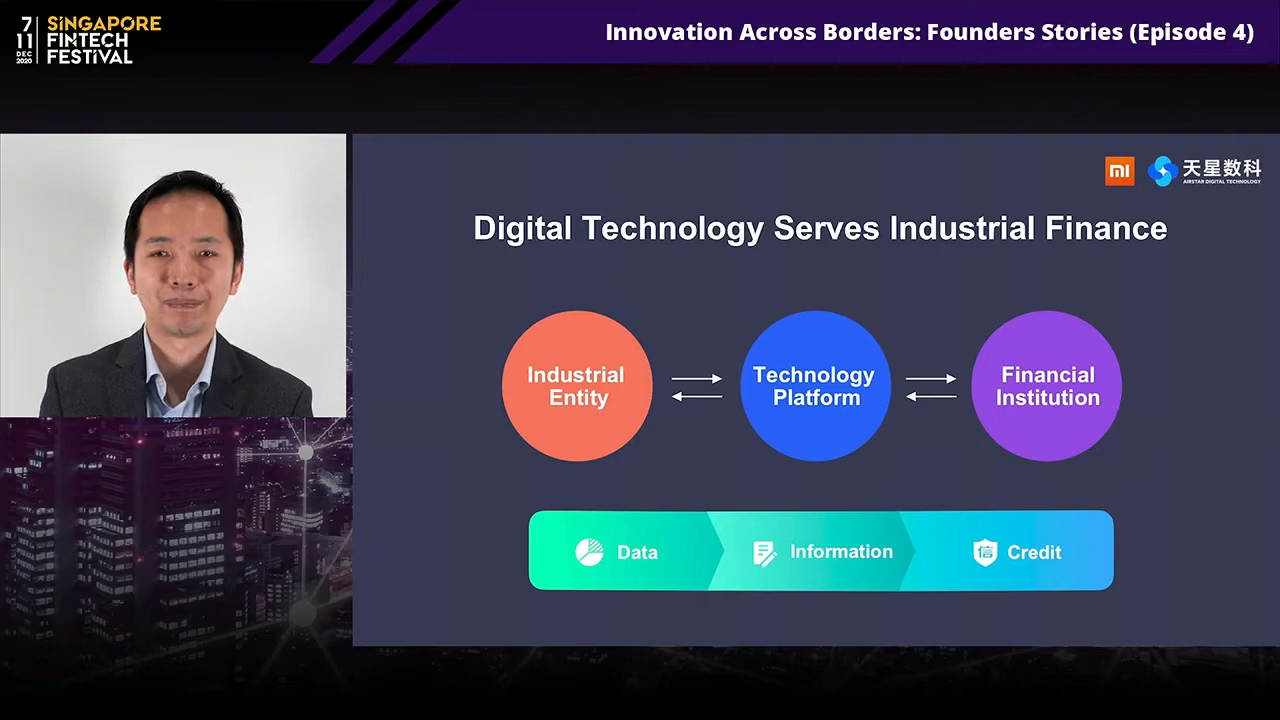 7
11
DEC
2020
SINGAPORE
FINTECH
FESTIVAL
Innovation Across Borders: Founders Stories (Episode 4)
mi
天星数科
AIRSTAR DIGITAL TECHNOLOGY
Digital Technology Serves Industrial Finance
Industrial
Entity
Technology
Platform
Financial
Institution
Data
Information
信
Credit